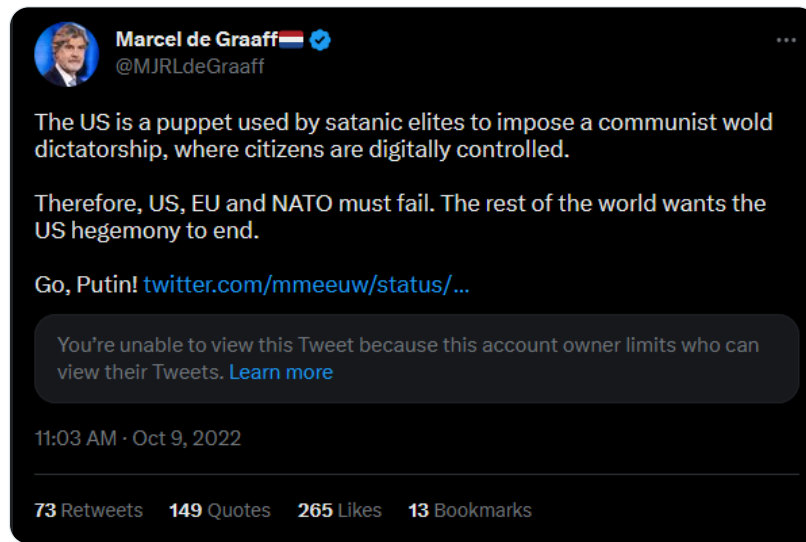 Marcel de Graaff
@MJRLdeGraaff
The US is a puppet used by satanic elites to impose a communist wold
dictatorship, where citizens are digitally controlled.
Therefore, US, EU and NATO must fail. The rest of the world wants the
US hegemony to end.
Go, Putin! twitter.com/mmeeuw/status/...
You're unable to view this Tweet because this account owner limits who can
view their Tweets. Learn more
11:03 AM · Oct 9, 2022
73 Retweets 149 Quotes 265 Likes 13 Bookmarks